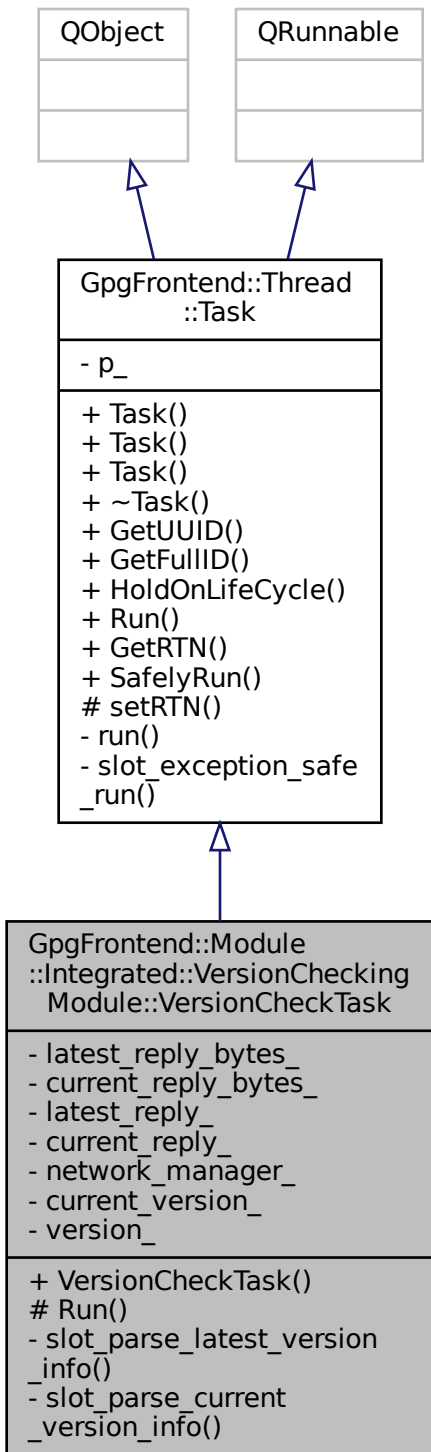 QObject
QRunnable
GpgFrontend::Thread
::Task
- p_
+ Task()
+ Task()
+ Task()
+ ~Task()
+ GetUUID()
+ GetFullID()
+ HoldOnLifeCycle()
+ Run()
+ GetRTN()
+ SafelyRun()
# setRTN()
- run()
- slot_exception_safe
_run()
GpgFrontend::Module
::Integrated::VersionChecking
Module::VersionCheckTask
- latest_reply_bytes_
- current_reply_bytes_
- latest_reply_
- current_reply_
- network_manager_
- current_version_
- version_
+ VersionCheckTask()
# Run()
- slot_parse_latest_version
_info()
- slot_parse_current
_version_info()